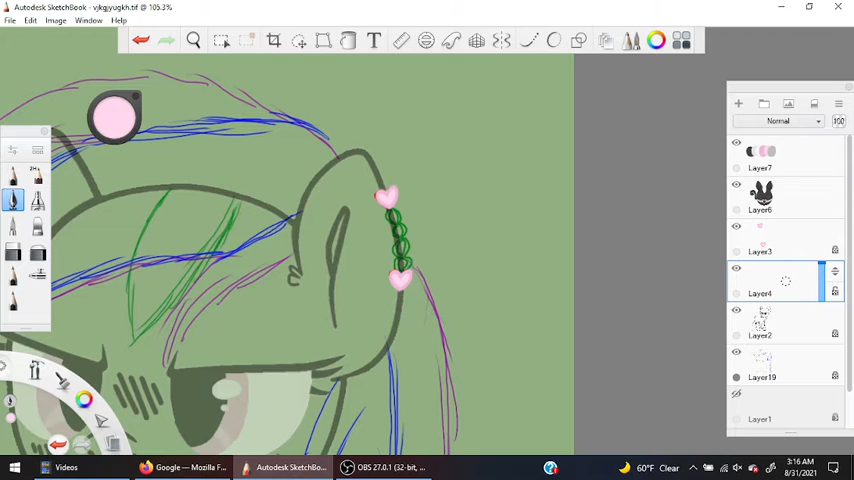 Autodesk SketchBook - vjkgjyugkh.tif @ 105.3%
File Edit Image Window Help
T
Normal 100
Layer7
Layer6
Layer3
Layer4
Layer2
Layer19
Layer1
2H
Videos Google — Mozilla F... Autodesk SketchBo... OBS 27.0.1 (32-bit, ... 60°F Clear 3:16 AM
8/31/2021